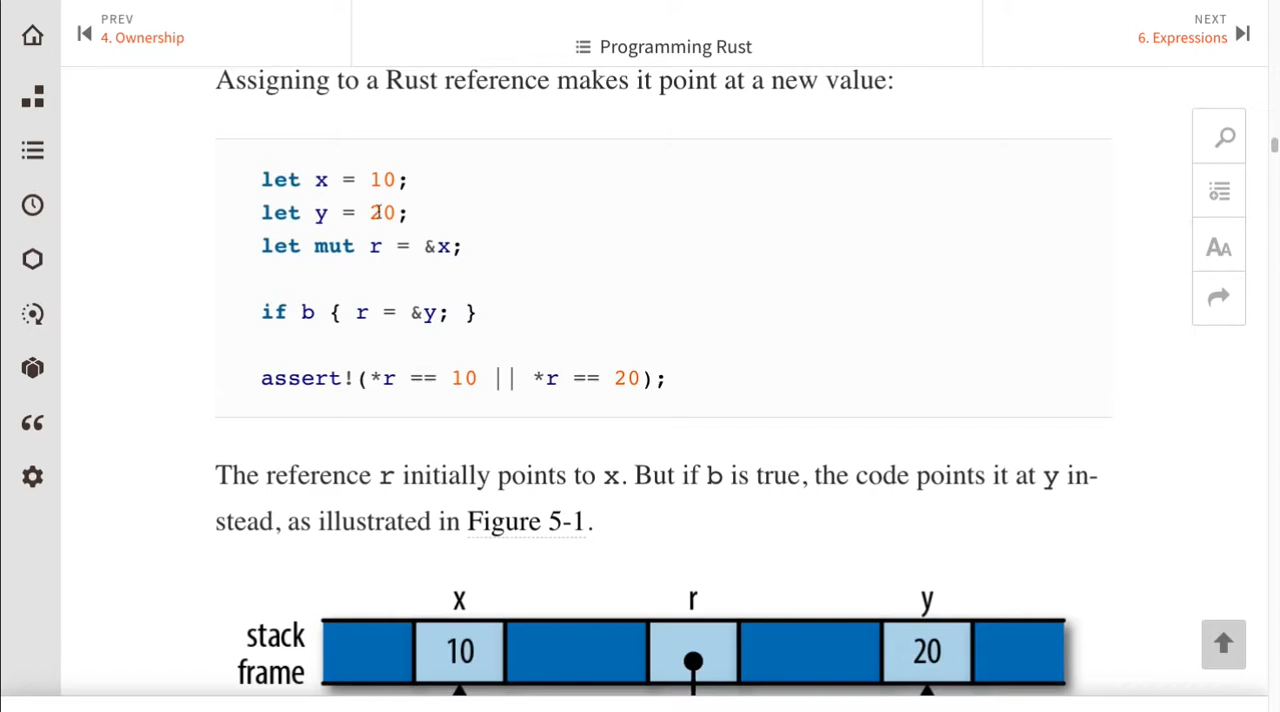 PREV
4. Ownership
Programming Rust
NEXT
6. Expressions
Assigning to a Rust reference makes it point at a new value:
let x = 10;
let y = 20;
let mut r = &x;
if b { r = &y; }
assert!(*r == 10 || *r == 20);
The reference r initially points to x. But if b is true, the code points it at y in-
stead, as illustrated in Figure 5-1.
x r y
stack
frame
10 20
AA